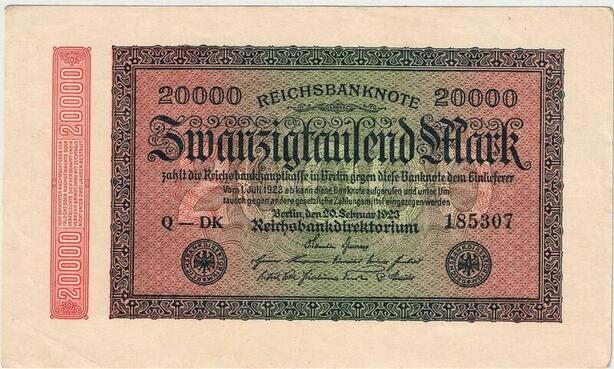 20000 REICHSBANKNOTE 20000
Zwanzigtausend Mark
zahlt die Reichsbankhauptkasse in Berlin gegen diese Banknote dem Einlieferer
Vom 1. Juli 1923 ab kann diese Banknote aufgerufen und unter Um-
tausch gegen andere gesetzliche Zahlungsmittel eingezogen werden
Berlin, den 20. Februar 1923
Q — DK Reichsbankdirektorium 185307
20000
20000